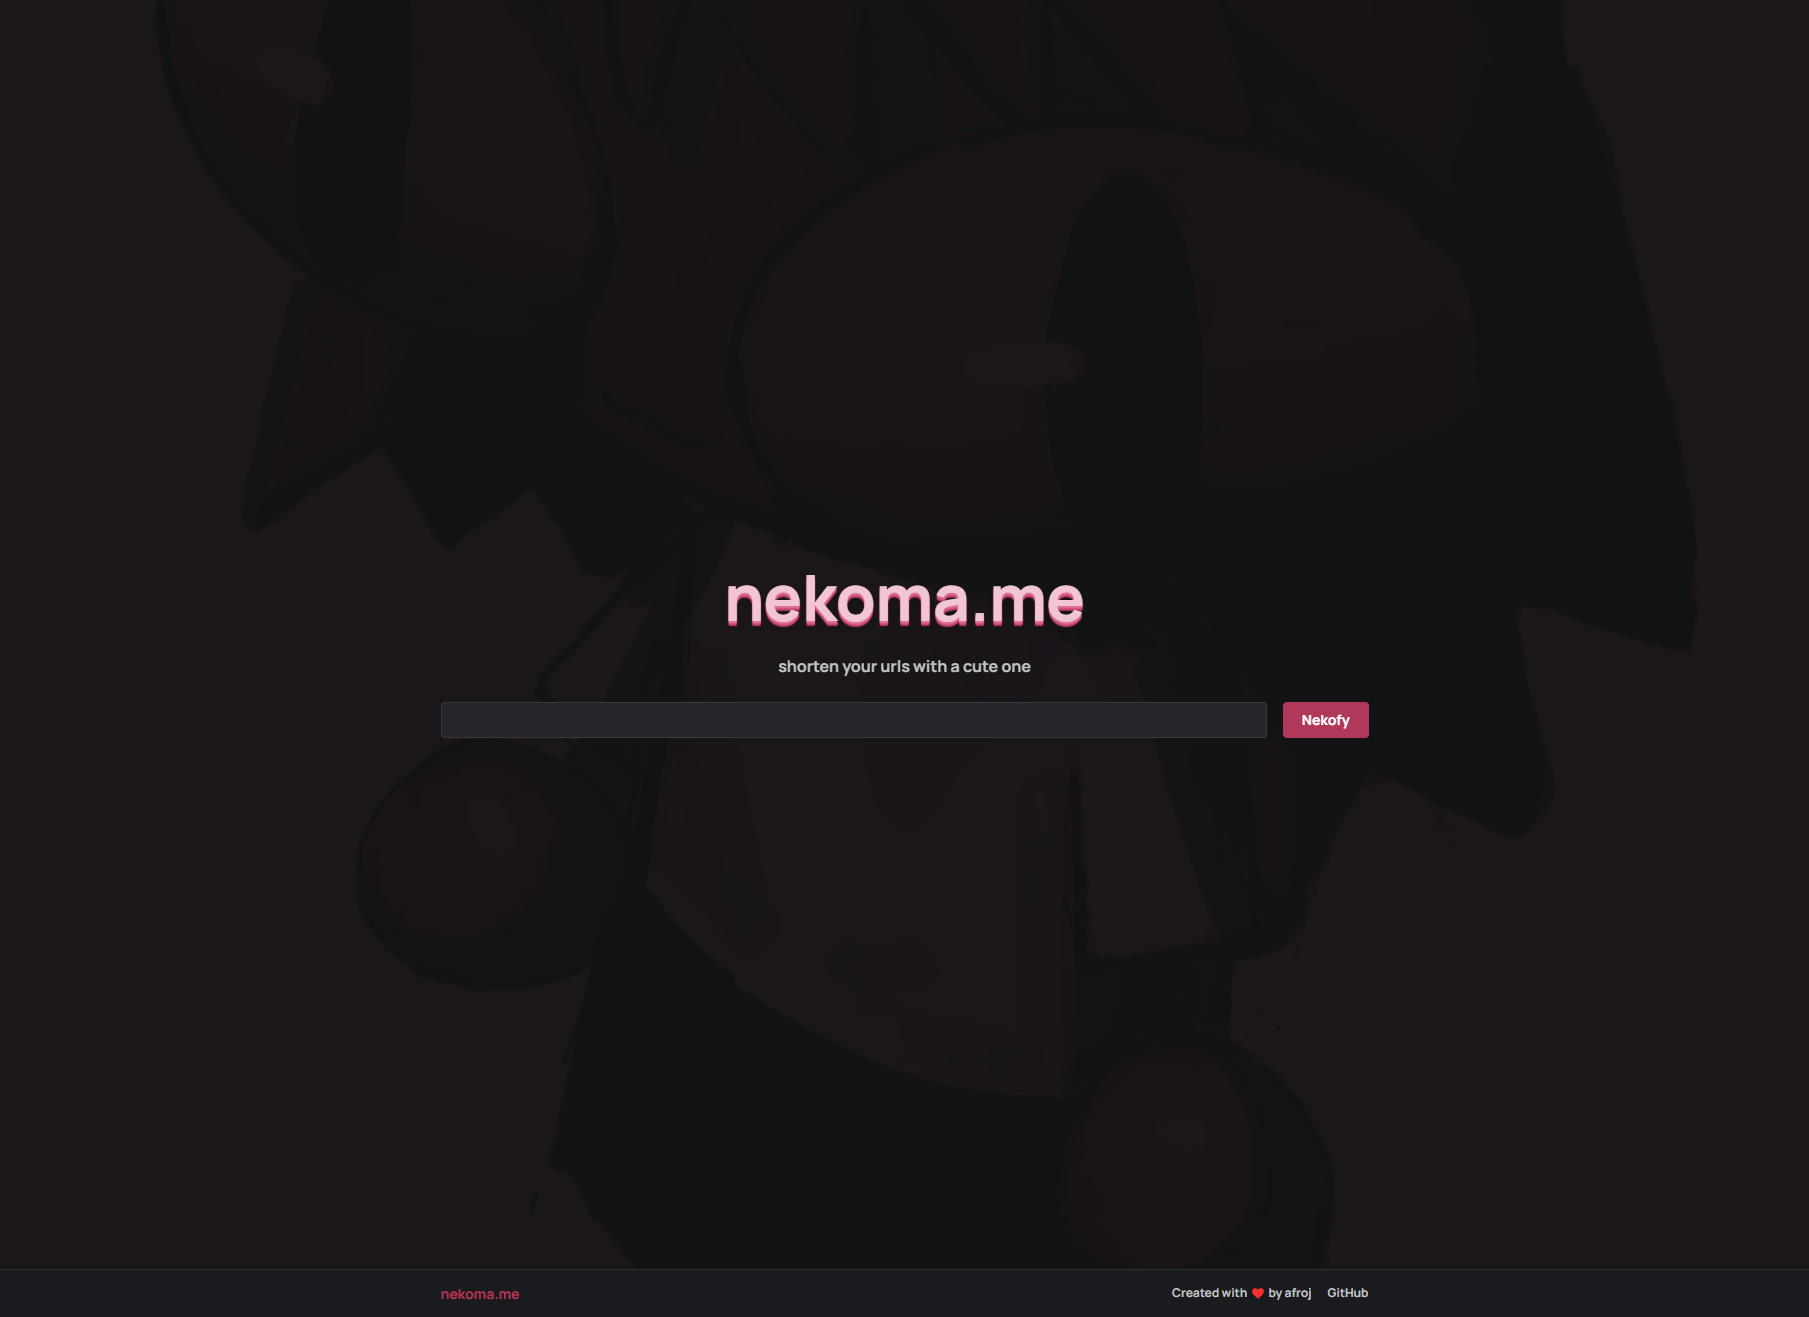 nekoma.me
shorten your urls with a cute one
Nekofy
nekoma.me
Created with ❤️ by afroj GitHub